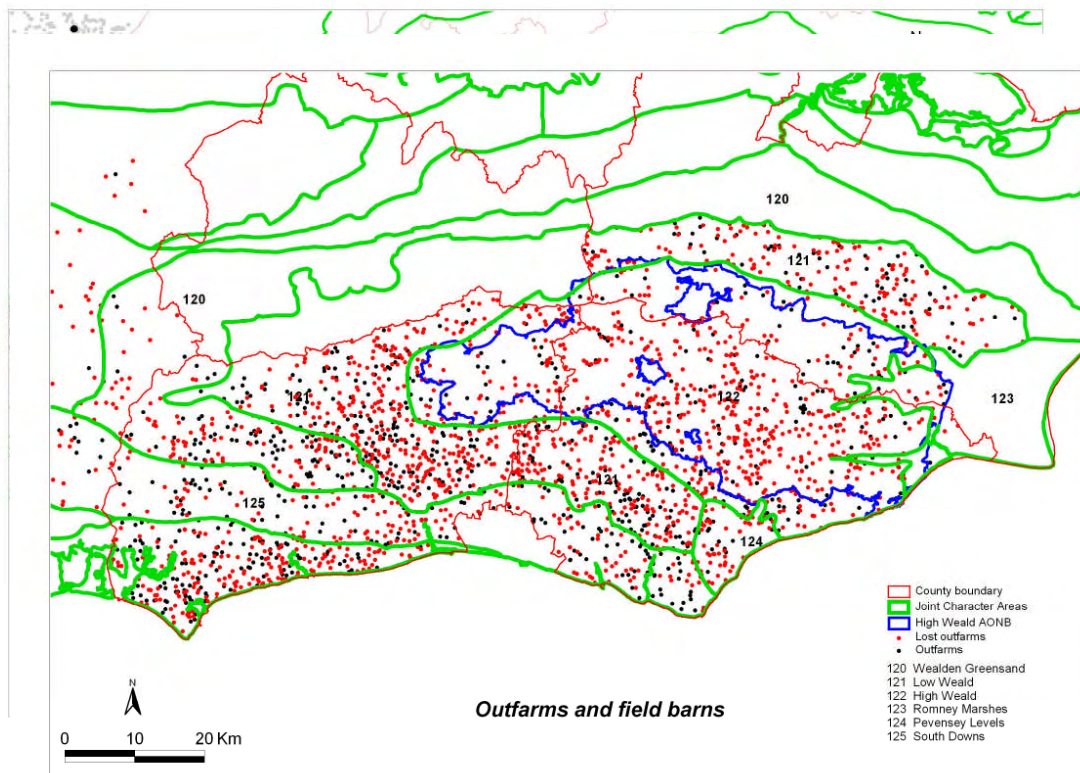 N
120
121
120
121
122
123
121
125
124
County boundary
Joint Character Areas
High Weald AONB
Lost outfarms
Outfarms
120 Wealden Greensand
121 Low Weald
122 High Weald
123 Romney Marshes
124 Pevensey Levels
125 South Downs
N
Outfarms and field barns
0 10 20 Km